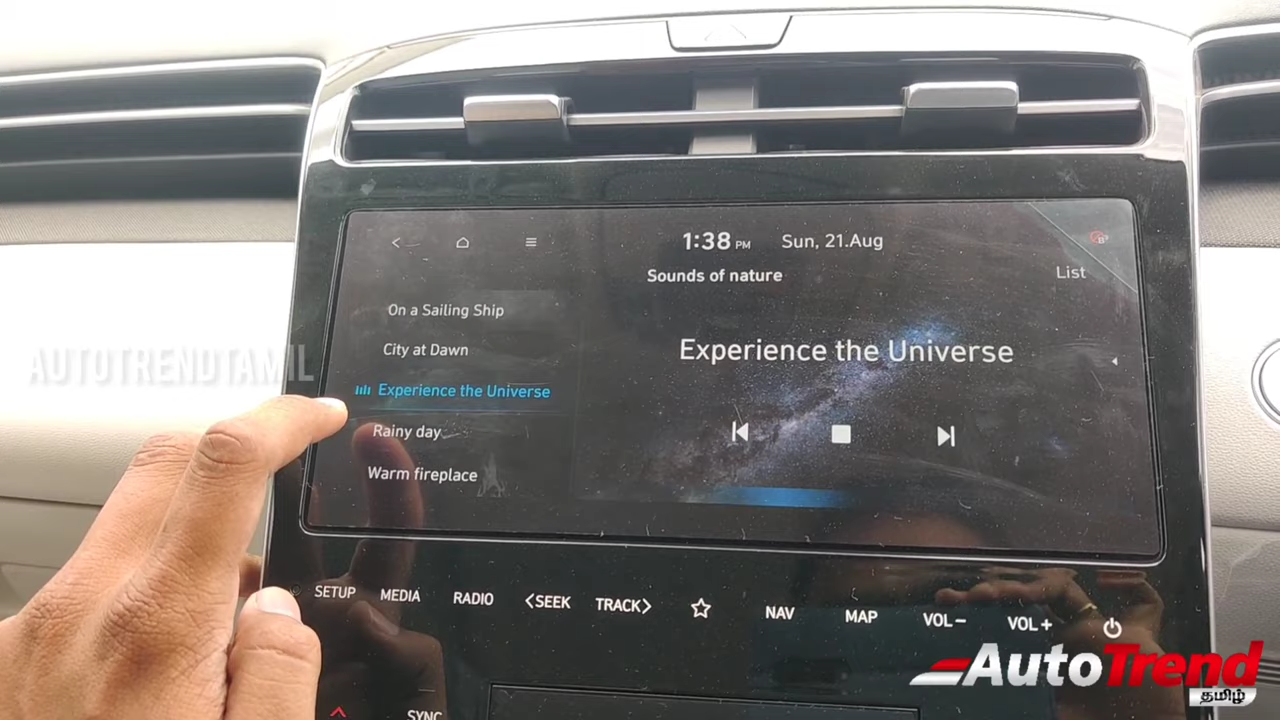 1:38 PM Sun, 21.Aug
Sounds of nature
List
On a Sailing Ship
City at Dawn
Experience the Universe
Rainy day
Warm fireplace
Experience the Universe
AUTOTRENDTAMIL
SETUP MEDIA RADIO <SEEK TRACK> NAV MAP VOL− VOL+
SYNC
AutoTrend
தமிழ்